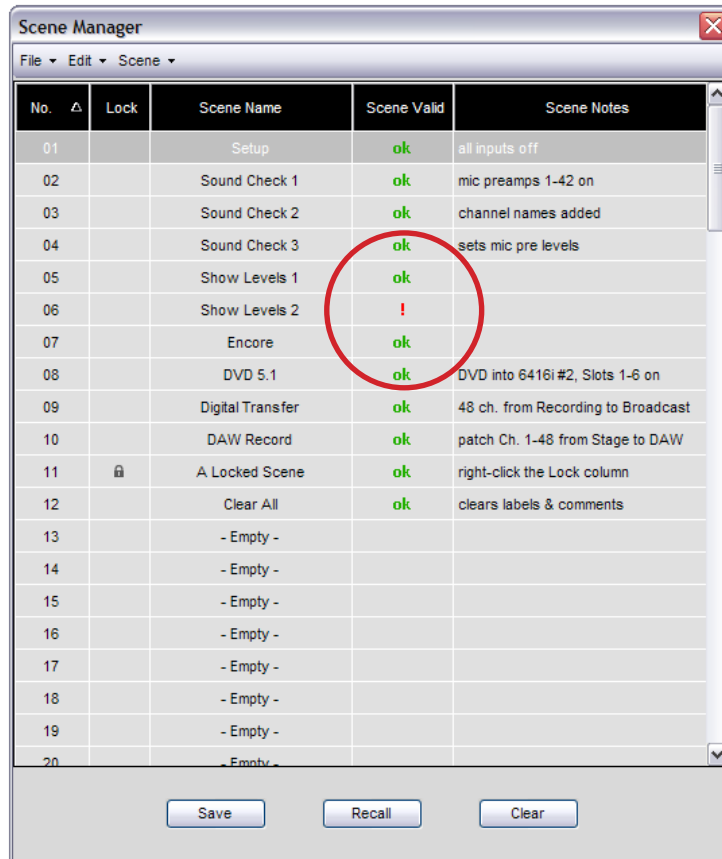 Scene Manager
File Edit Scene
No. Lock Scene Name Scene Valid Scene Notes
01 Setup ok all inputs off
02 Sound Check 1 ok mic preamps 1-42 on
03 Sound Check 2 ok channel names added
04 Sound Check 3 ok sets mic pre levels
05 Show Levels 1 ok
06 Show Levels 2 !
07 Encore ok
08 DVD 5.1 ok DVD into 6416i #2, Slots 1-6 on
09 Digital Transfer ok 48 ch. from Recording to Broadcast
10 DAW Record ok patch Ch. 1-48 from Stage to DAW
11 A Locked Scene ok right-click the Lock column
12 Clear All ok clears labels & comments
13 - Empty -
14 - Empty -
15 - Empty -
16 - Empty -
17 - Empty -
18 - Empty -
19 - Empty -
20 - Empty -
Save Recall Clear